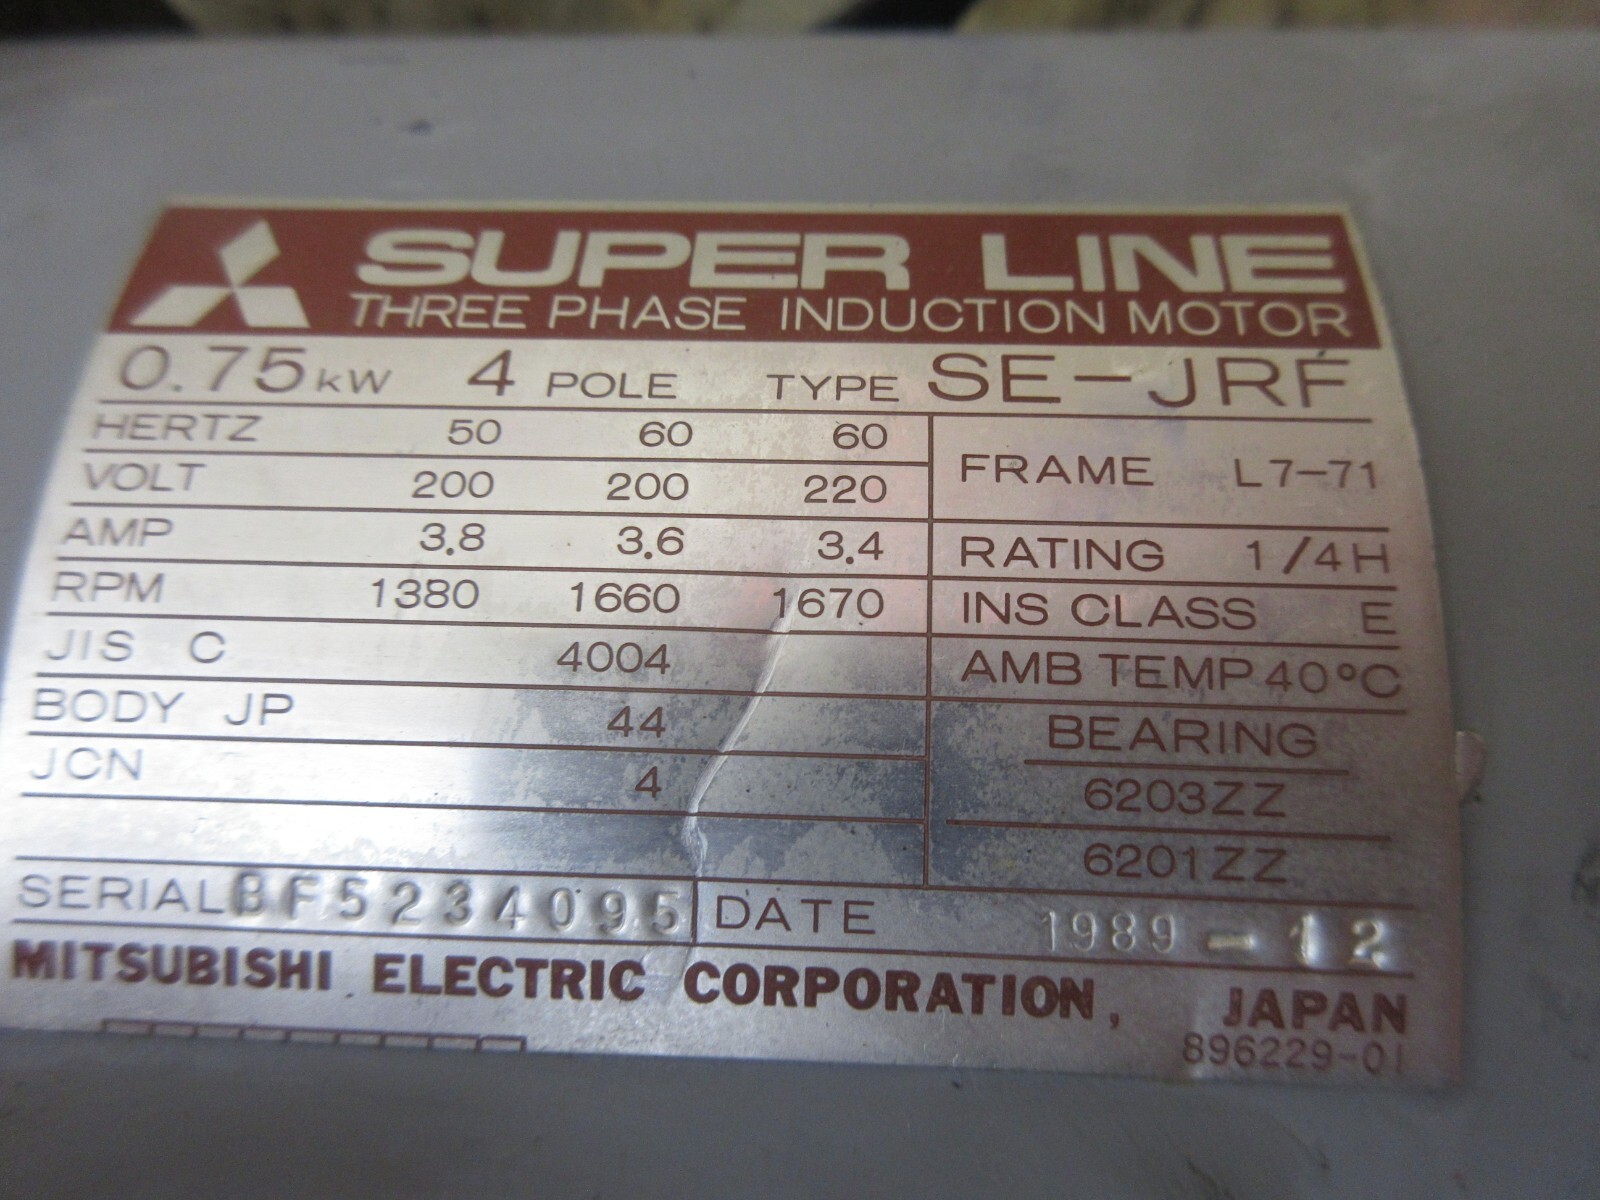 SUPER LINE
THREE PHASE INDUCTION MOTOR
0.75 kW 4 POLE TYPE SE-JRF
HERTZ 50 60 60
VOLT 200 200 220
AMP 3.8 3.6 3.4
RPM 1380 1660 1670
JIS C 4004
BODY JP 44
JCN 4
FRAME L7-71
RATING 1/4H
INS CLASS E
AMB TEMP 40°C
BEARING
6203ZZ
6201ZZ
SERIAL BF5234095 DATE 1989-12
MITSUBISHI ELECTRIC CORPORATION, JAPAN
896229-01